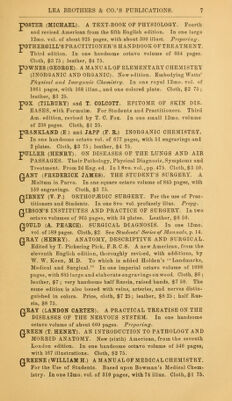 LEA BROTHERS & CO.'S PUBLICATIONS. 7
FOSTER (MICHAEL). A TEXT-BOOK OF PHYSIOLOGY. Fourth
and revised American from the fifth English edition. In one large
12mo. vol. of about 925 pages, with about 300 illus. Preparing.
FOTHERGILL'S PRACTITIONER'S HANDBOOK OF TREATMENT.
Third edition. In one handsome octavo volume of 664 pages.
Cloth, $3 75; leather, $4 75.
FOWNES (GEORGE). A MANUAL OF ELEMENTARY CHEMISTRY
(INORGANIC AND ORGANIC). New edition. Embodying Watts'
Physical and Inorganic Chemistry. In one royal 12mo. vol. of
1061 pages, with 168 illus., and one colored plate. Cloth, $2 75;
leather, $3 25.
FOX (TILBURY) and T. COLCOTT. EPITOME OF SKIN DIS-
EASES, with Formulæ. For Students and Practitioners. Third
Am. edition, revised by T. C. Fox. In one small 12mo. volume
of 238 pages. Cloth, $1 25.
FRANKLAND (E.) and JAPP (F. R.) INORGANIC CHEMISTRY.
In one handsome octavo vol. of 677 pages, with 51 engravings and
2 plates. Cloth, $3 75; leather, $4 75.
FULLER (HENRY). ON DISEASES OF THE LUNGS AND AIR
PASSAGES. Their Pathology, Physical Diagnosis, Symptoms and
Treatment. From 2d Eng. ed. In 1 8vo. vol., pp. 475. Cloth, $3 50.
GANT (FREDERICK JAMES). THE STUDENT'S SURGERY. A
Multum in Parvo. In one square octavo volume of 845 pages, with
159 engravings. Cloth, $3 75.
GIBNEY (V. P.) ORTHOPÆDIC SURGERY. For the use of Prac-
titioners and Students. In one 8vo. vol. profusely illus. Prepg.
GIBSON'S INSTITUTES AND PRACTICE OF SURGERY. In two
octavo volumes of 965 pages, with 34 plates. Leather, $6 50.
GOULD (A. PEARCE). SURGICAL DIAGNOSIS. In one 12mo.
vol. of 589 pages. Cloth, $2. See Students' Series of Manuals, p. 14.
GRAY (HENRY). ANATOMY, DESCRIPTIVE AND SURGICAL.
Edited by T. Pickering Pick, F.R.C.S. A new American, from the
eleventh English edition, thoroughly revised, with additions, by
W. W. Keen, M.D. To which is added Holden's "Landmarks,
Medical and Surgical." In one imperial octavo volume of 1098
pages, with 685 large and elaborate engravings on wood. Cloth, $6;
leather, $7; very handsome half Russia, raised bands, $7 50. The
same edition is also issued with veins, arteries, and nerves distin-
guished in colors. Price, cloth, $7 25; leather, $8 25; half Rus-
sia, $8 75.
GRAY (LANDON CARTER). A PRACTICAL TREATISE ON THE
DISEASES OF THE NERVOUS SYSTEM. In one handsome
octavo volume of about 600 pages. Preparing.
GREEN (T. HENRY). AN INTRODUCTION TO PATHOLOGY AND
MORBID ANATOMY. New (sixth) American, from the seventh
London edition. In one handsome octavo volume of 540 pages,
with 167 illustrations. Cloth, $2 75.
GREENE (WILLIAM H.) A MANUAL OF MEDICAL CHEMISTRY.
For the Use of Students. Based upon Bowman's Medical Chem-
istry. In one 12mo. vol. of 310 pages, with 74 illus. Cloth, $1 75.